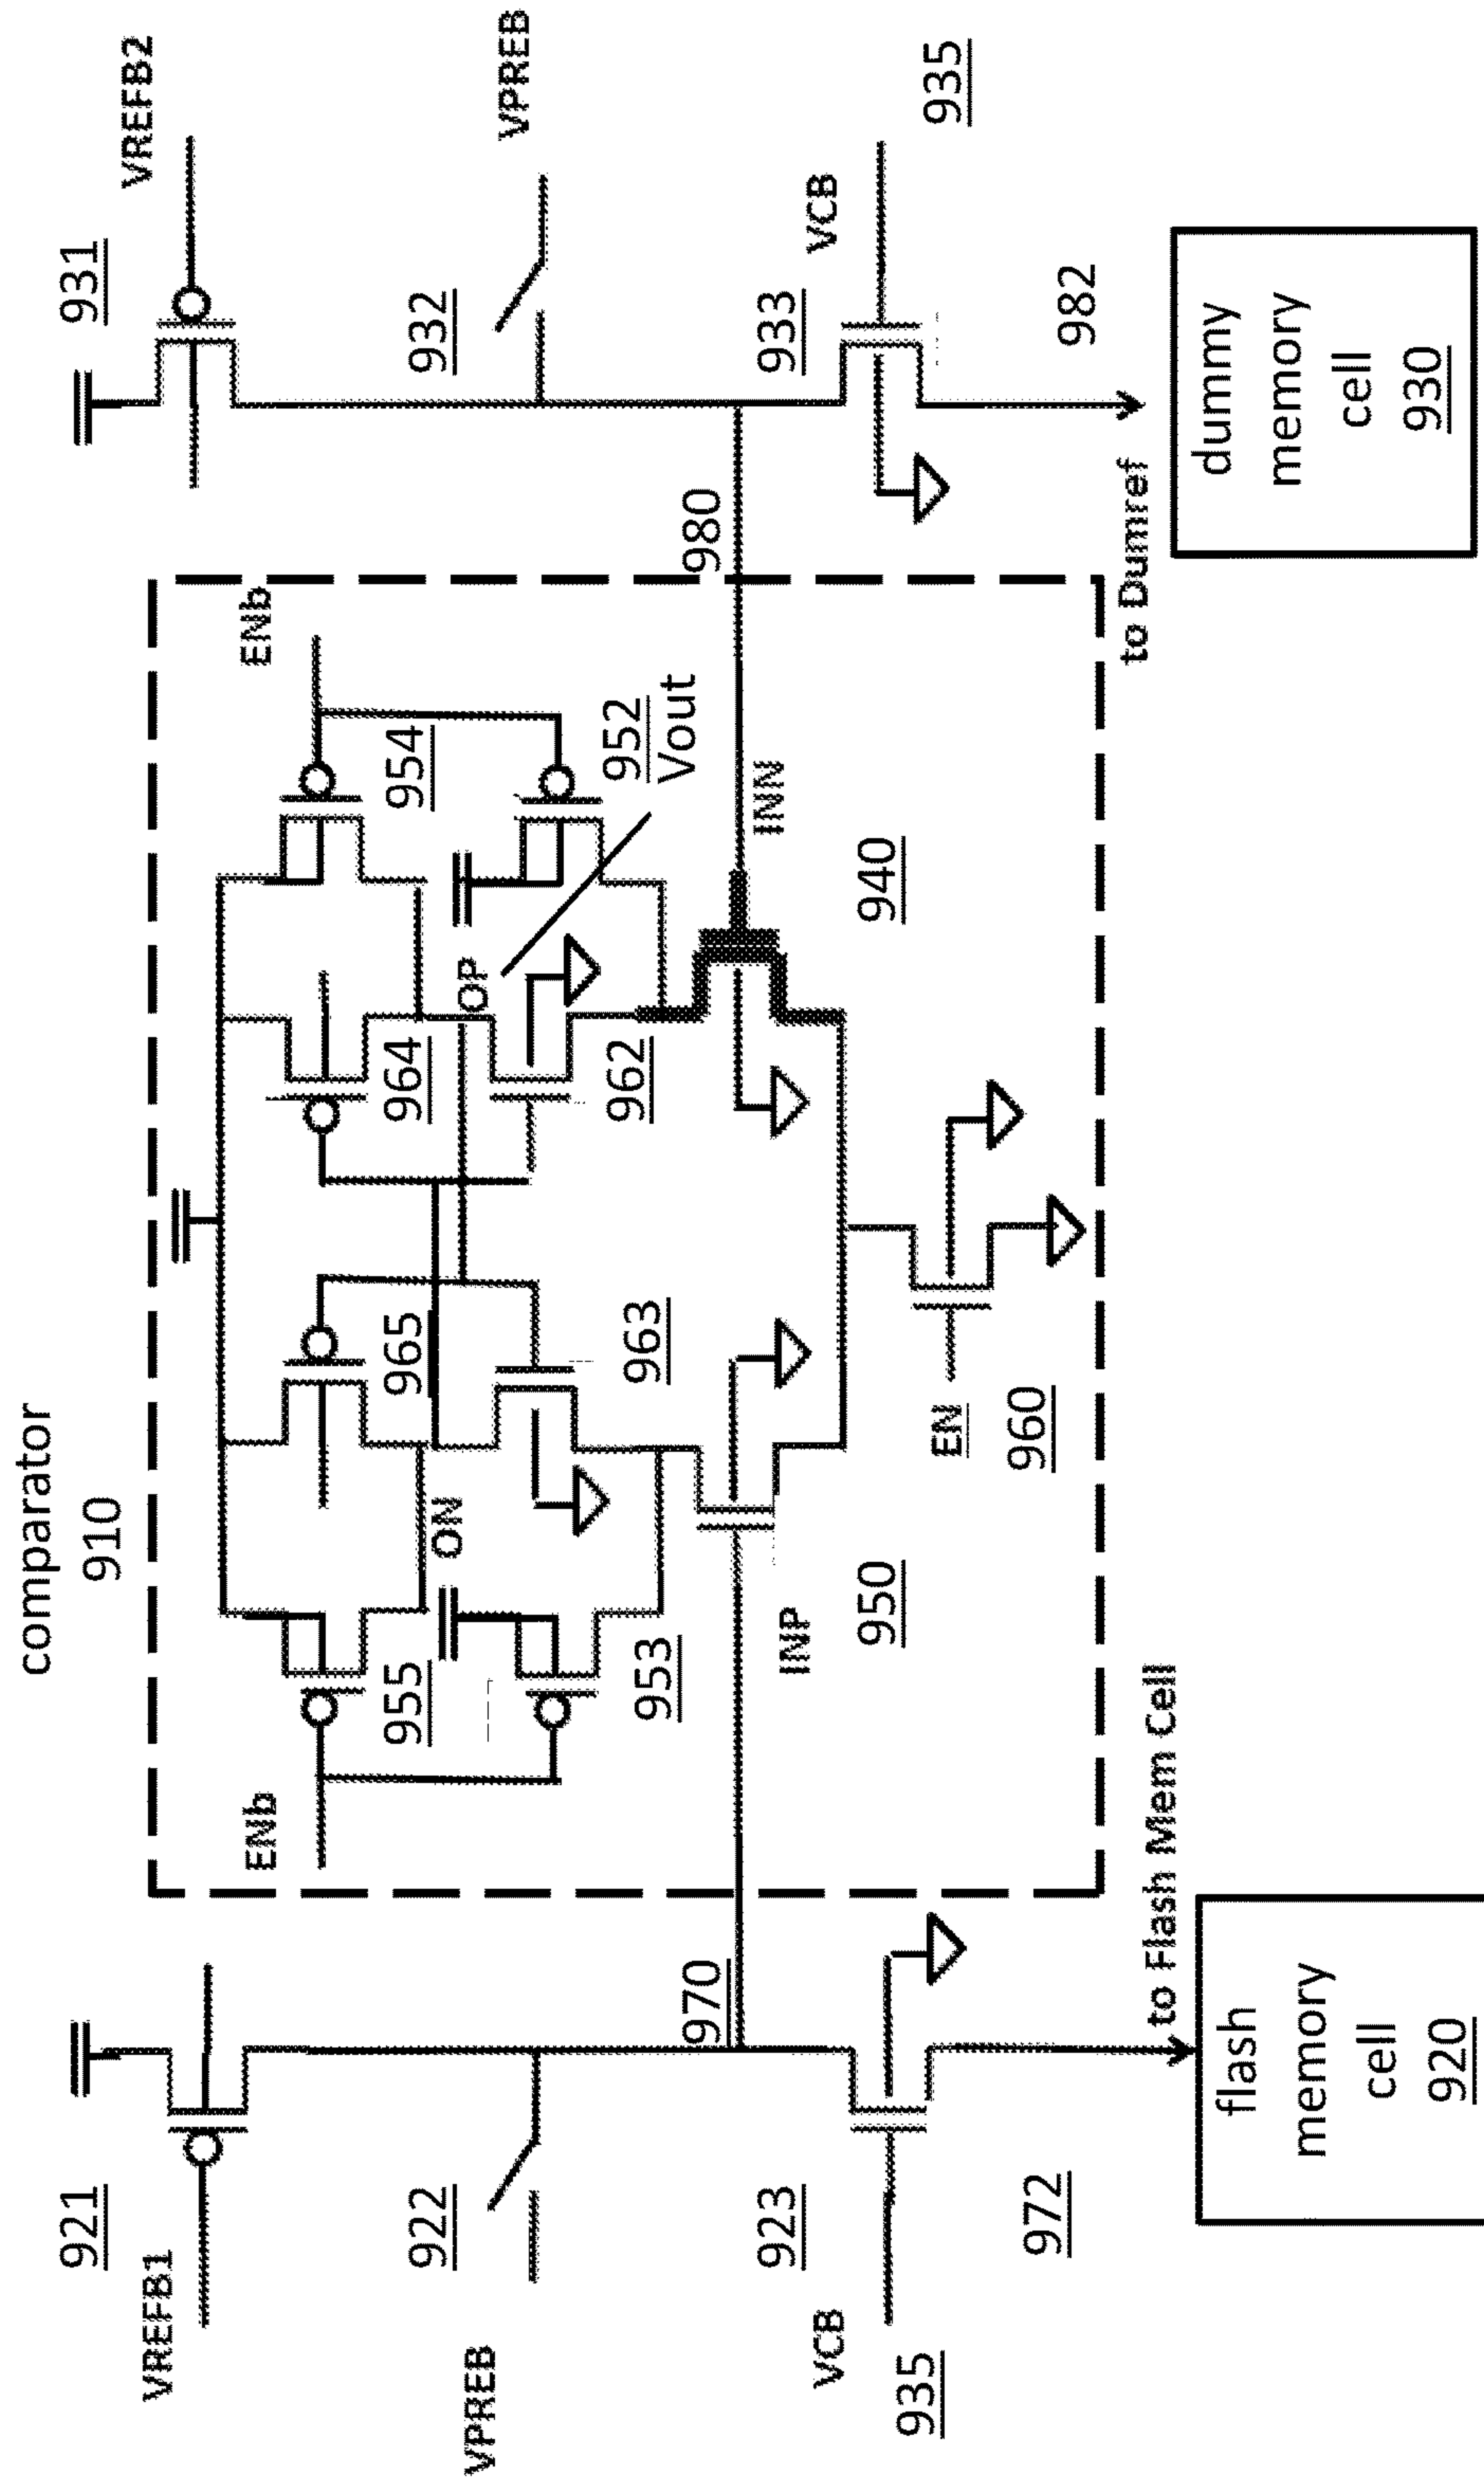 comparator
910
921
VREFB1
922
VPREB
923
VCB
935
970
972
to Flash Mem Cell
flash
memory
cell
920
ENb
955
953
ON
965
963
INP
950
EN
960
964
962
OP
ENb
954
952
Vout
INN
940
980
931
VREFB2
932
VPREB
933
VCB
935
982
to Dumref
dummy
memory
cell
930